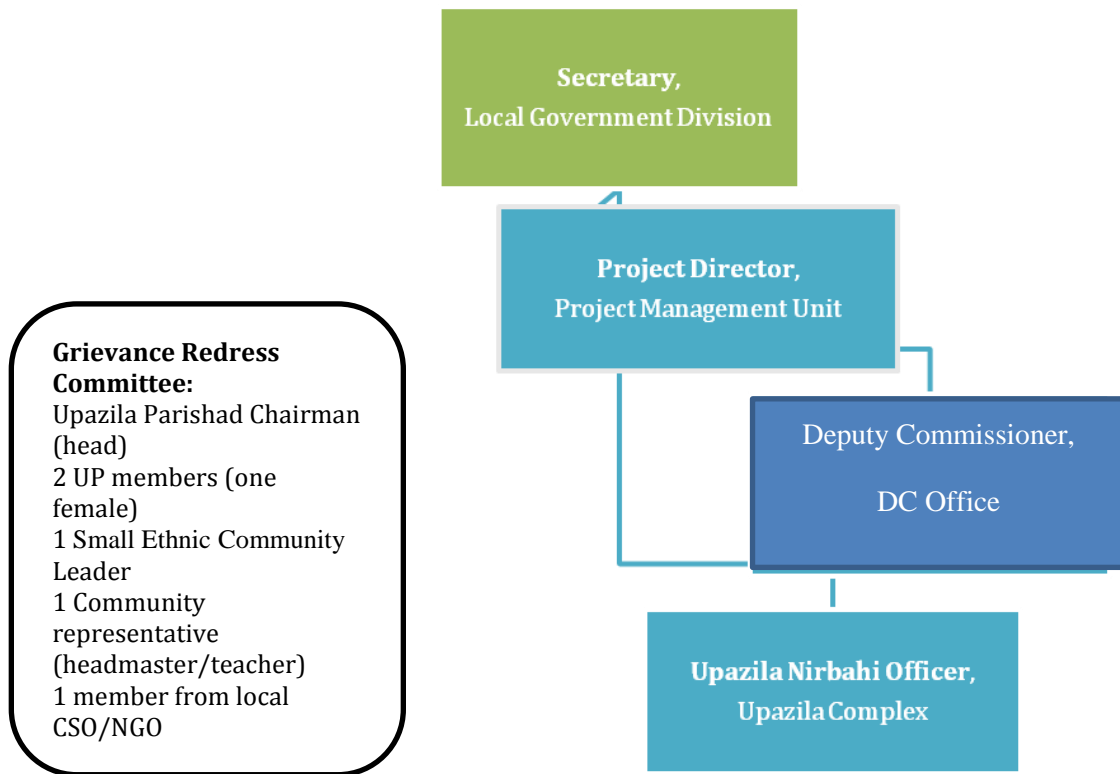 Secretary,
Local Government Division
Project Director,
Project Management Unit
Grievance Redress
Committee:
Upazila Parishad Chairman
(head)
2 UP members (one
female)
1 Small Ethnic Community
Leader
1 Community
representative
(headmaster/teacher)
1 member from local
CSO/NGO
Deputy Commissioner,
DC Office
Upazila Nirbahi Officer,
Upazila Complex